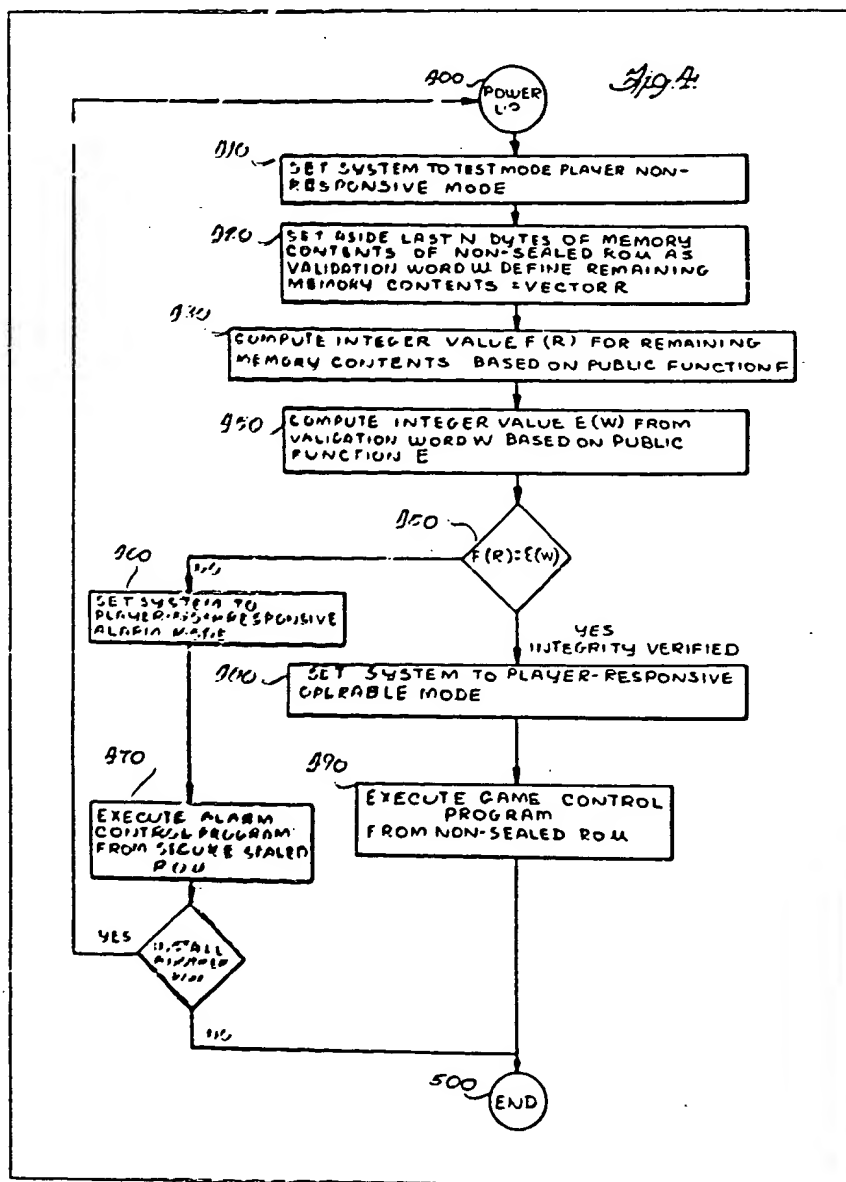 Fig. 4.
400
POWER UP
410
SET SYSTEM TO TEST MODE PLAYER NON-
RESPONSIVE MODE
420
SET ASIDE LAST N BYTES OF MEMORY
CONTENTS OF NON-SEALED ROM AS
VALIDATION WORD W. DEFINE REMAINING
MEMORY CONTENTS = VECTOR R
430
COMPUTE INTEGER VALUE F(R) FOR REMAINING
MEMORY CONTENTS BASED ON PUBLIC FUNCTION F
COMPUTE INTEGER VALUE E(W) FROM
VALIDATION WORD W BASED ON PUBLIC
FUNCTION E
F(R)=E(W)
NO
YES
INTEGRITY VERIFIED
SET SYSTEM TO
PLAYER-NON-RESPONSIVE
ALARM MODE
SET SYSTEM TO PLAYER-RESPONSIVE
OPERABLE MODE
470
EXECUTE ALARM
CONTROL PROGRAM
FROM SECURE SEALED
ROM
490
EXECUTE GAME CONTROL
PROGRAM
FROM NON-SEALED ROM
YES
INSTALL
NO
500
END